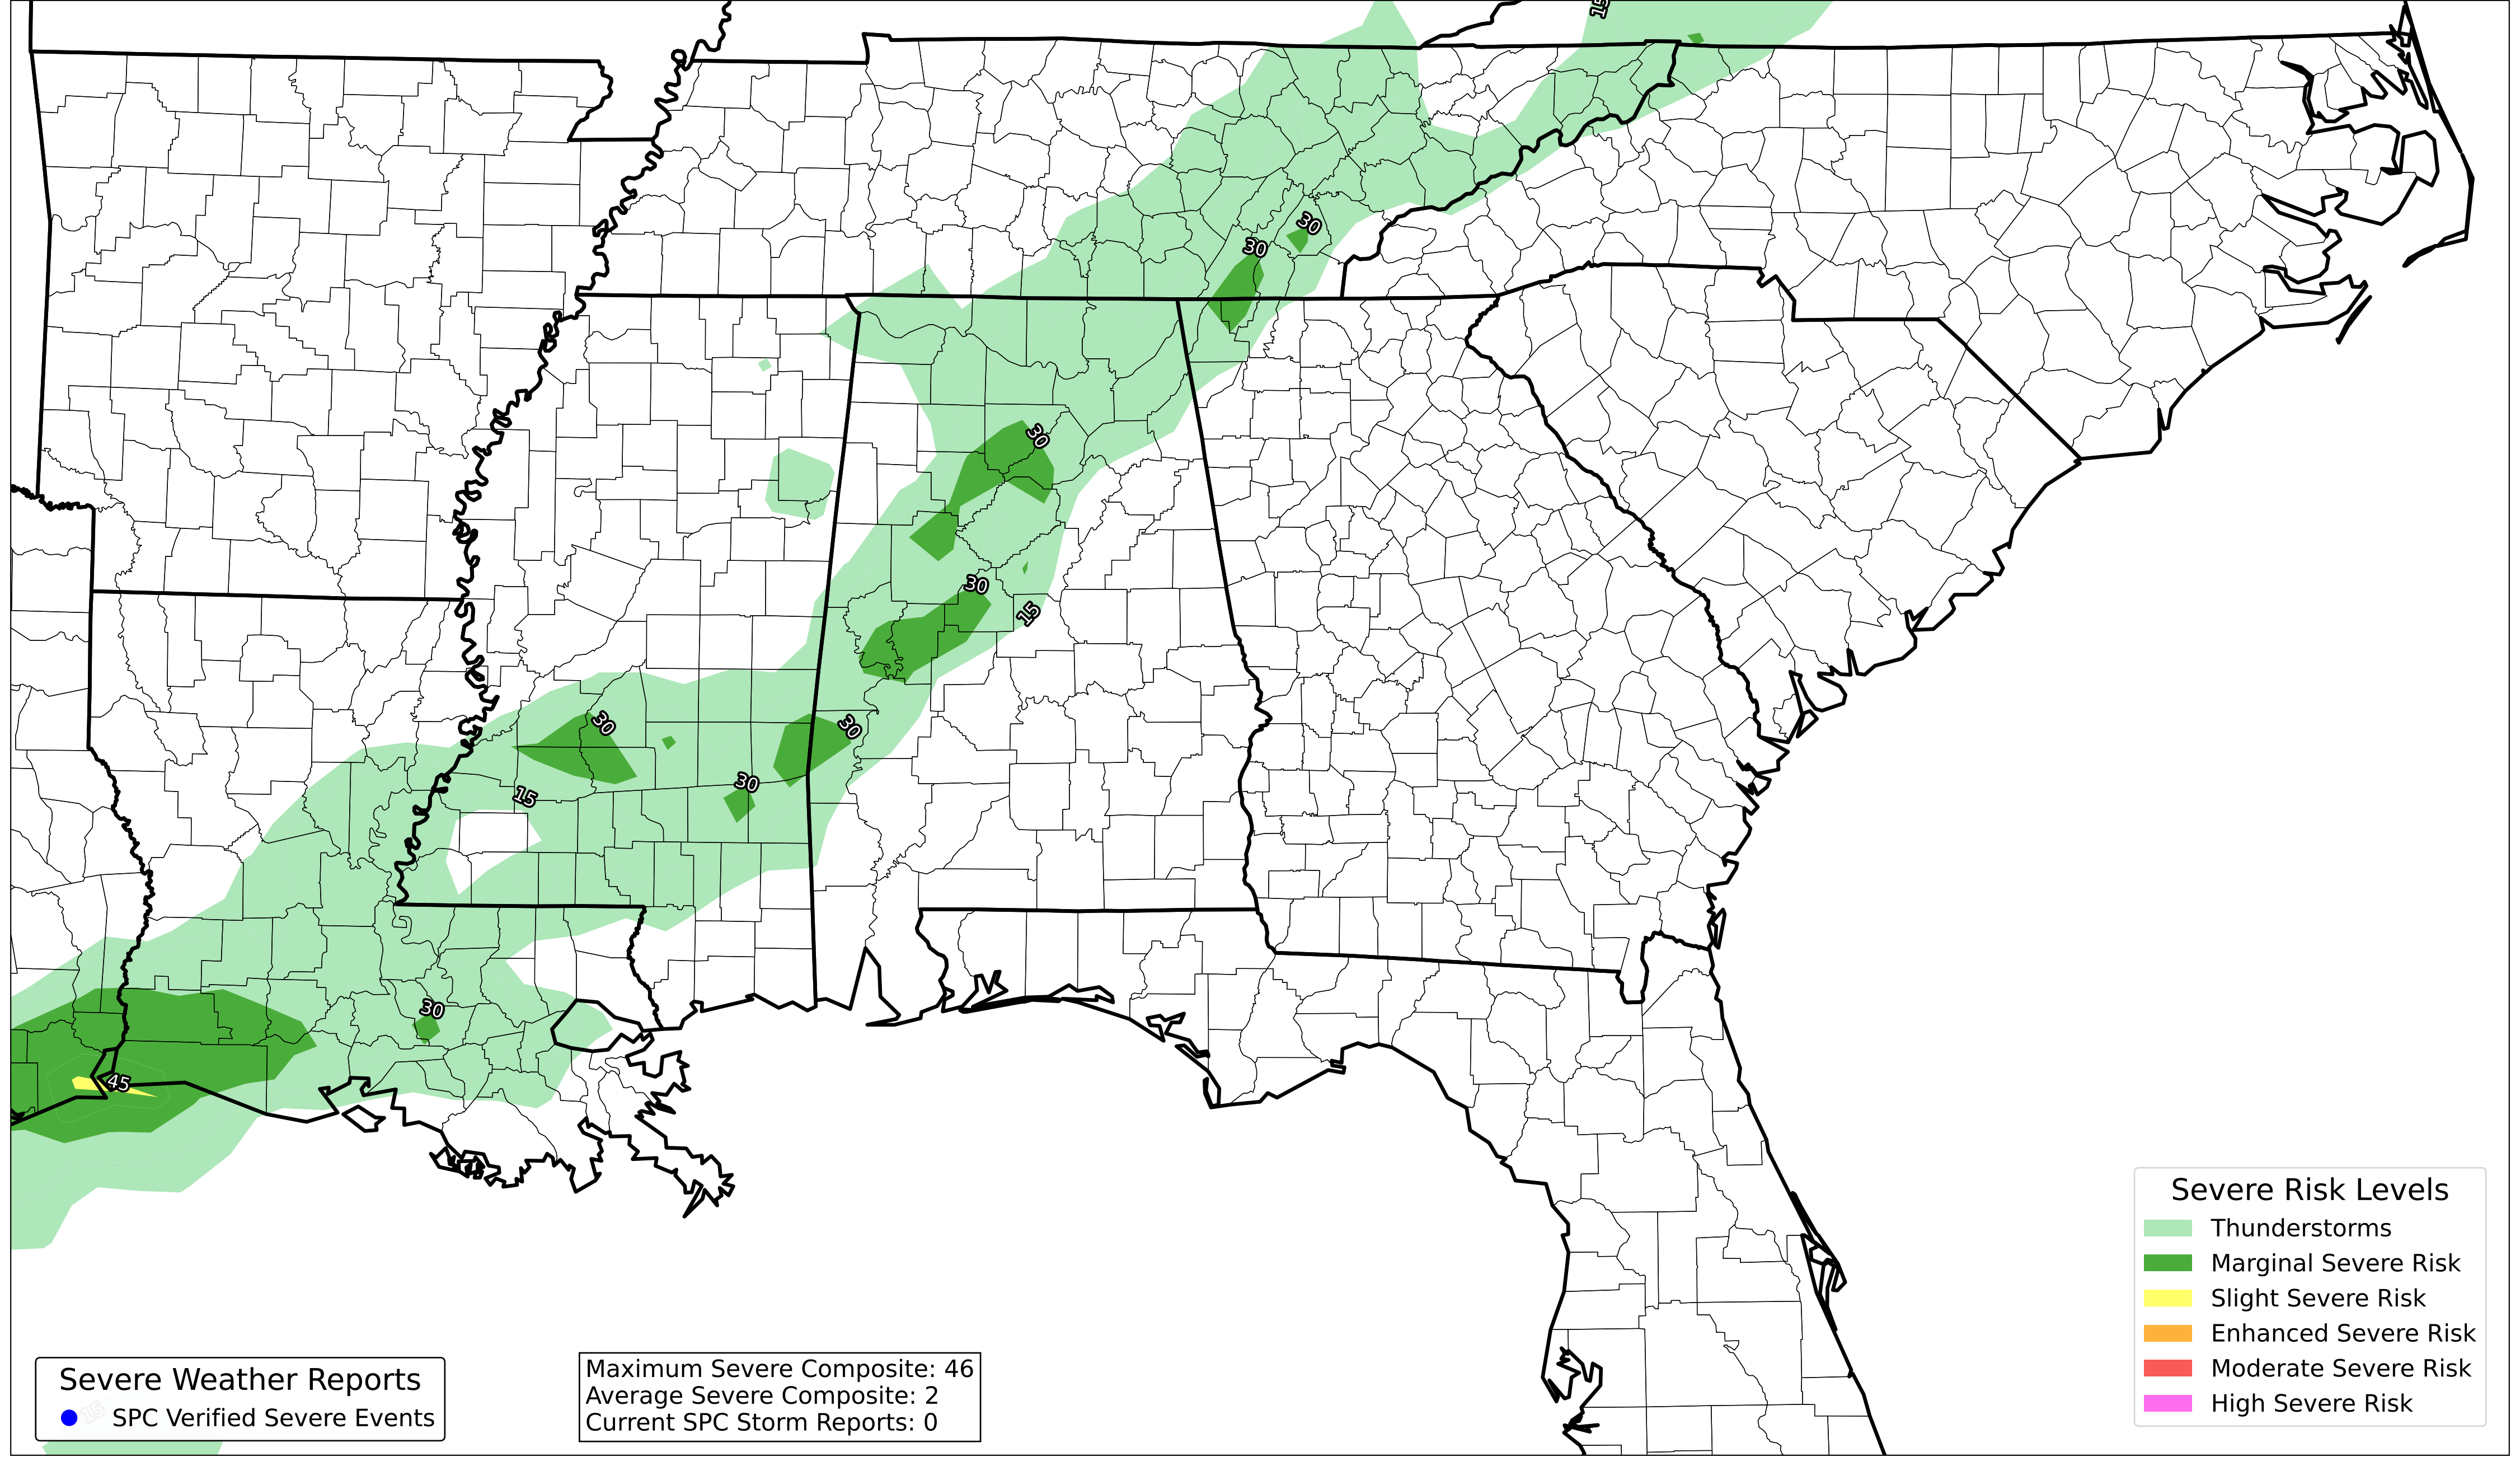 15
30
30
30
30
15
30
30
30
15
30
45
Severe Risk Levels
Thunderstorms
Marginal Severe Risk
Slight Severe Risk
Enhanced Severe Risk
Moderate Severe Risk
High Severe Risk
Severe Weather Reports
15
SPC Verified Severe Events
Maximum Severe Composite: 46
Average Severe Composite: 2
Current SPC Storm Reports: 0